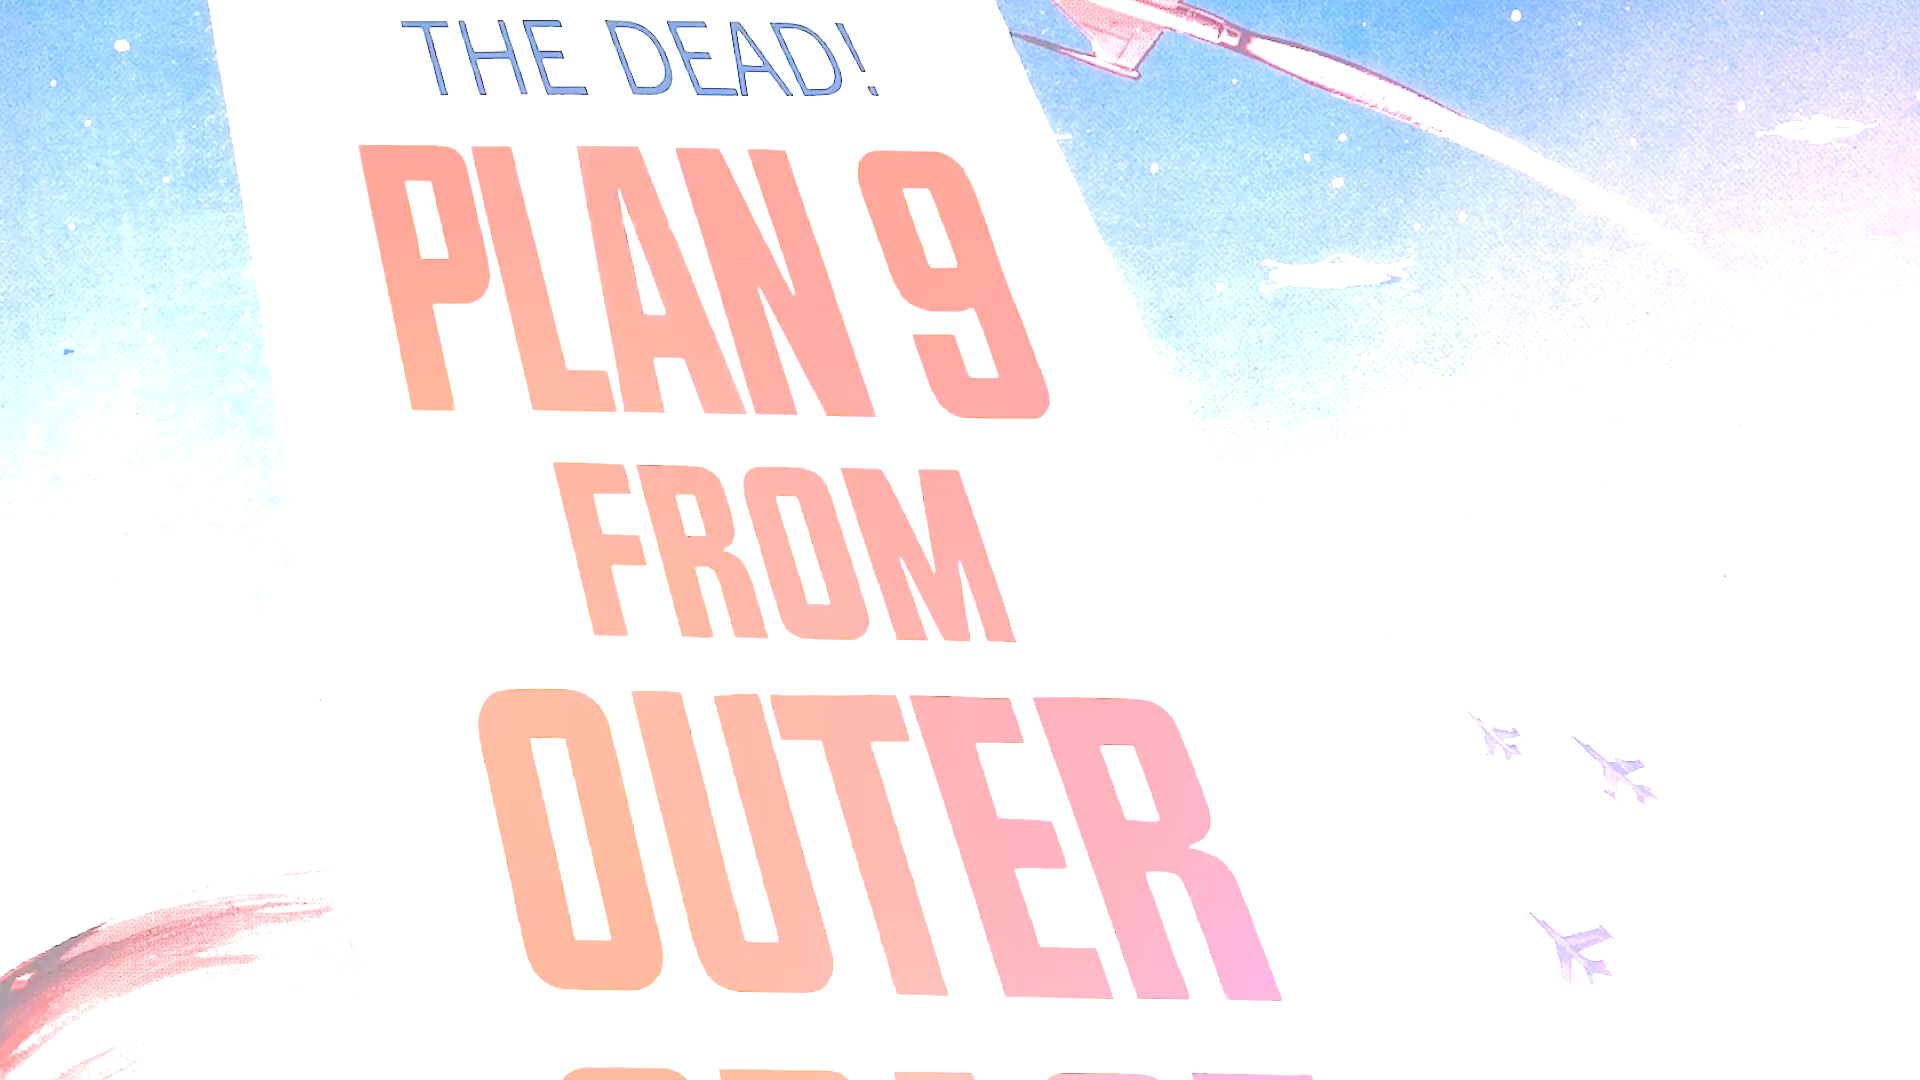 THE DEAD!
PLAN 9
FROM
OUTER